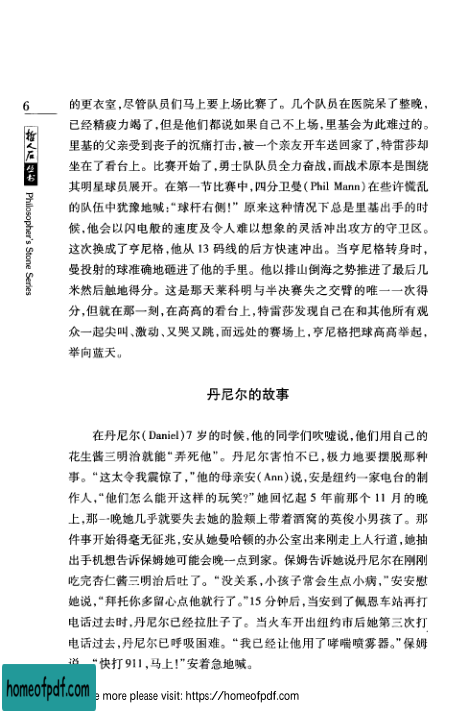 6
哲人石
丛书
Philosopher's Stone Series
的更衣室,尽管队员们马上要上场比赛了。几个队员在医院呆了整晚,
已经精疲力竭了,但是他们都说如果自己不上场,里基会为此难过的。
里基的父亲受到丧子的沉痛打击,被一个亲友开车送回家了,特雷莎却
坐在了看台上。比赛开始了,勇士队队员全力奋战,而战术原本是围绕
其明星球员展开。在第一节比赛中,四分卫曼(Phil Mann)在些许慌乱
的队伍中犹豫地喊:“球杆右侧!” 原来这种情况下总是里基出手的时
候,他会以闪电般的速度及令人难以想象的灵活冲出攻方的守卫区。
这次换成了亨尼格,他从 13 码线的后方快速冲出。当亨尼格转身时,
曼投射的球准确地砸进了他的手里。他以排山倒海之势推进了最后几
米然后触地得分。这是那天莱科明与半决赛失之交臂的唯一一次得
分,但就在那一刻,在高高的看台上,特雷莎发现自己在和其他所有观
众一起尖叫、激动、又哭又跳,而远处的赛场上,亨尼格把球高高举起,
举向蓝天。
丹尼尔的故事
在丹尼尔(Daniel)7 岁的时候,他的同学们吹嘘说,他们用自己的
花生酱三明治就能“弄死他”。丹尼尔害怕不已,极力地要摆脱那种
事。“这太令我震惊了,”他的母亲安(Ann)说,安是纽约一家电台的制
作人,“他们怎么能开这样的玩笑?”她回忆起 5 年前那个 11 月的晚
上,那一晚她几乎就要失去她的脸颊上带着酒窝的英俊小男孩了。那
件事开始得毫无征兆,安从她曼哈顿的办公室出来刚走上人行道,她抽
出手机想告诉保姆她可能会晚一点到家。保姆告诉她说丹尼尔在刚刚
吃完杏仁酱三明治后吐了。“没关系,小孩子常会生点小病,”安安慰
她说,“拜托你多留心点他就行了。”15 分钟后,当安到了佩恩车站再打
电话过去时,丹尼尔已经拉肚子了。当火车开出纽约市后她第三次打
电话过去,丹尼尔已呼吸困难。“我已经让他用了哮喘喷雾器。”保姆
说。“快打 911,马上!”安着急地喊。
homeofpdf.com
e more please visit: https://homeofpdf.com